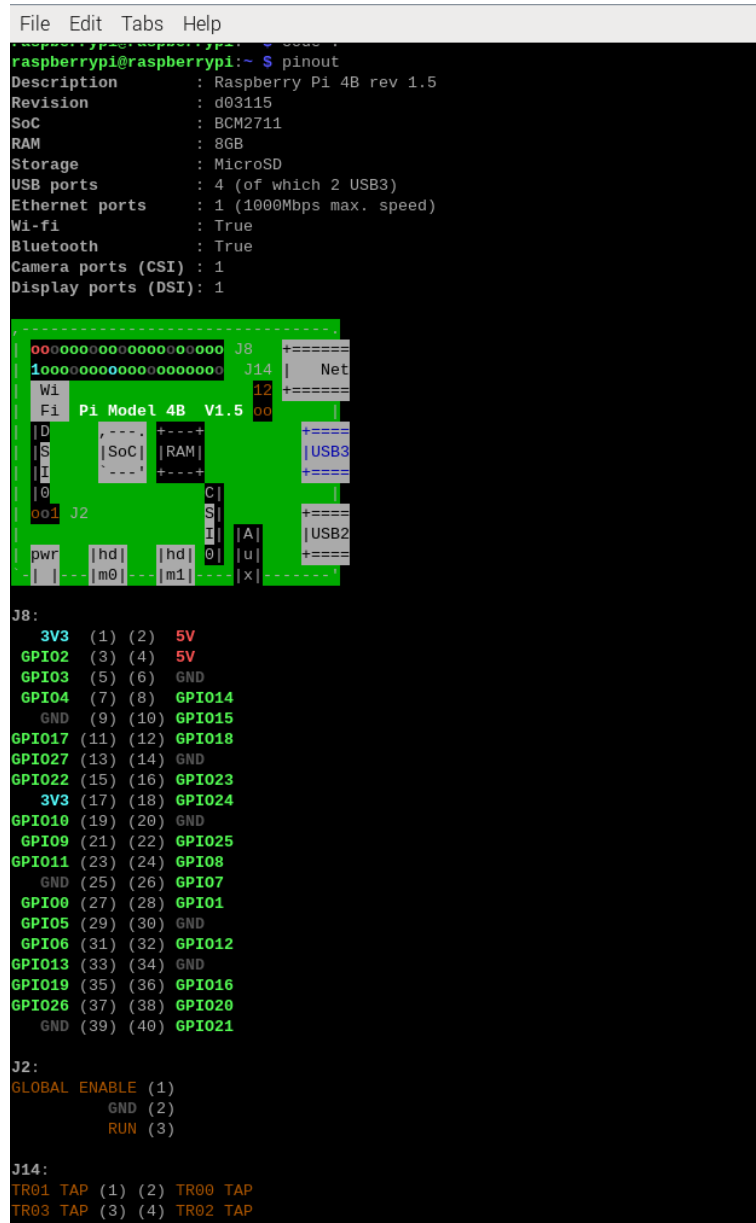 File Edit Tabs Help
raspberrypi@raspberrypi:~ $ code .
raspberrypi@raspberrypi:~ $ pinout
Description         : Raspberry Pi 4B rev 1.5
Revision            : d03115
SoC                 : BCM2711
RAM                 : 8GB
Storage             : MicroSD
USB ports           : 4 (of which 2 USB3)
Ethernet ports      : 1 (1000Mbps max. speed)
Wi-fi               : True
Bluetooth           : True
Camera ports (CSI)  : 1
Display ports (DSI): 1
,--------------------------------.
| oooooooooooooooooooo J8   +======
| 1ooooooooooooooooooo  J14 |   Net
|  Wi                    12 +======
|  Fi  Pi Model 4B  V1.5 oo      |
| |D     ,---. +---+          +====
| |S     |SoC| |RAM|          |USB3
| |I     `---' +---+          +====
| |0                C|           |
| oo1 J2            S|        +====
|                   I| |A|    |USB2
| pwr   |hd|   |hd| 0| |u|    +====
`-| |---|m0|---|m1|----|x|-------'
J8:
   3V3  (1) (2)  5V
 GPIO2  (3) (4)  5V
 GPIO3  (5) (6)  GND
 GPIO4  (7) (8)  GPIO14
   GND  (9) (10) GPIO15
GPIO17 (11) (12) GPIO18
GPIO27 (13) (14) GND
GPIO22 (15) (16) GPIO23
   3V3 (17) (18) GPIO24
GPIO10 (19) (20) GND
 GPIO9 (21) (22) GPIO25
GPIO11 (23) (24) GPIO8
   GND (25) (26) GPIO7
 GPIO0 (27) (28) GPIO1
 GPIO5 (29) (30) GND
 GPIO6 (31) (32) GPIO12
GPIO13 (33) (34) GND
GPIO19 (35) (36) GPIO16
GPIO26 (37) (38) GPIO20
   GND (39) (40) GPIO21
J2:
GLOBAL ENABLE (1)
          GND (2)
          RUN (3)
J14:
TR01 TAP (1) (2) TR00 TAP
TR03 TAP (3) (4) TR02 TAP